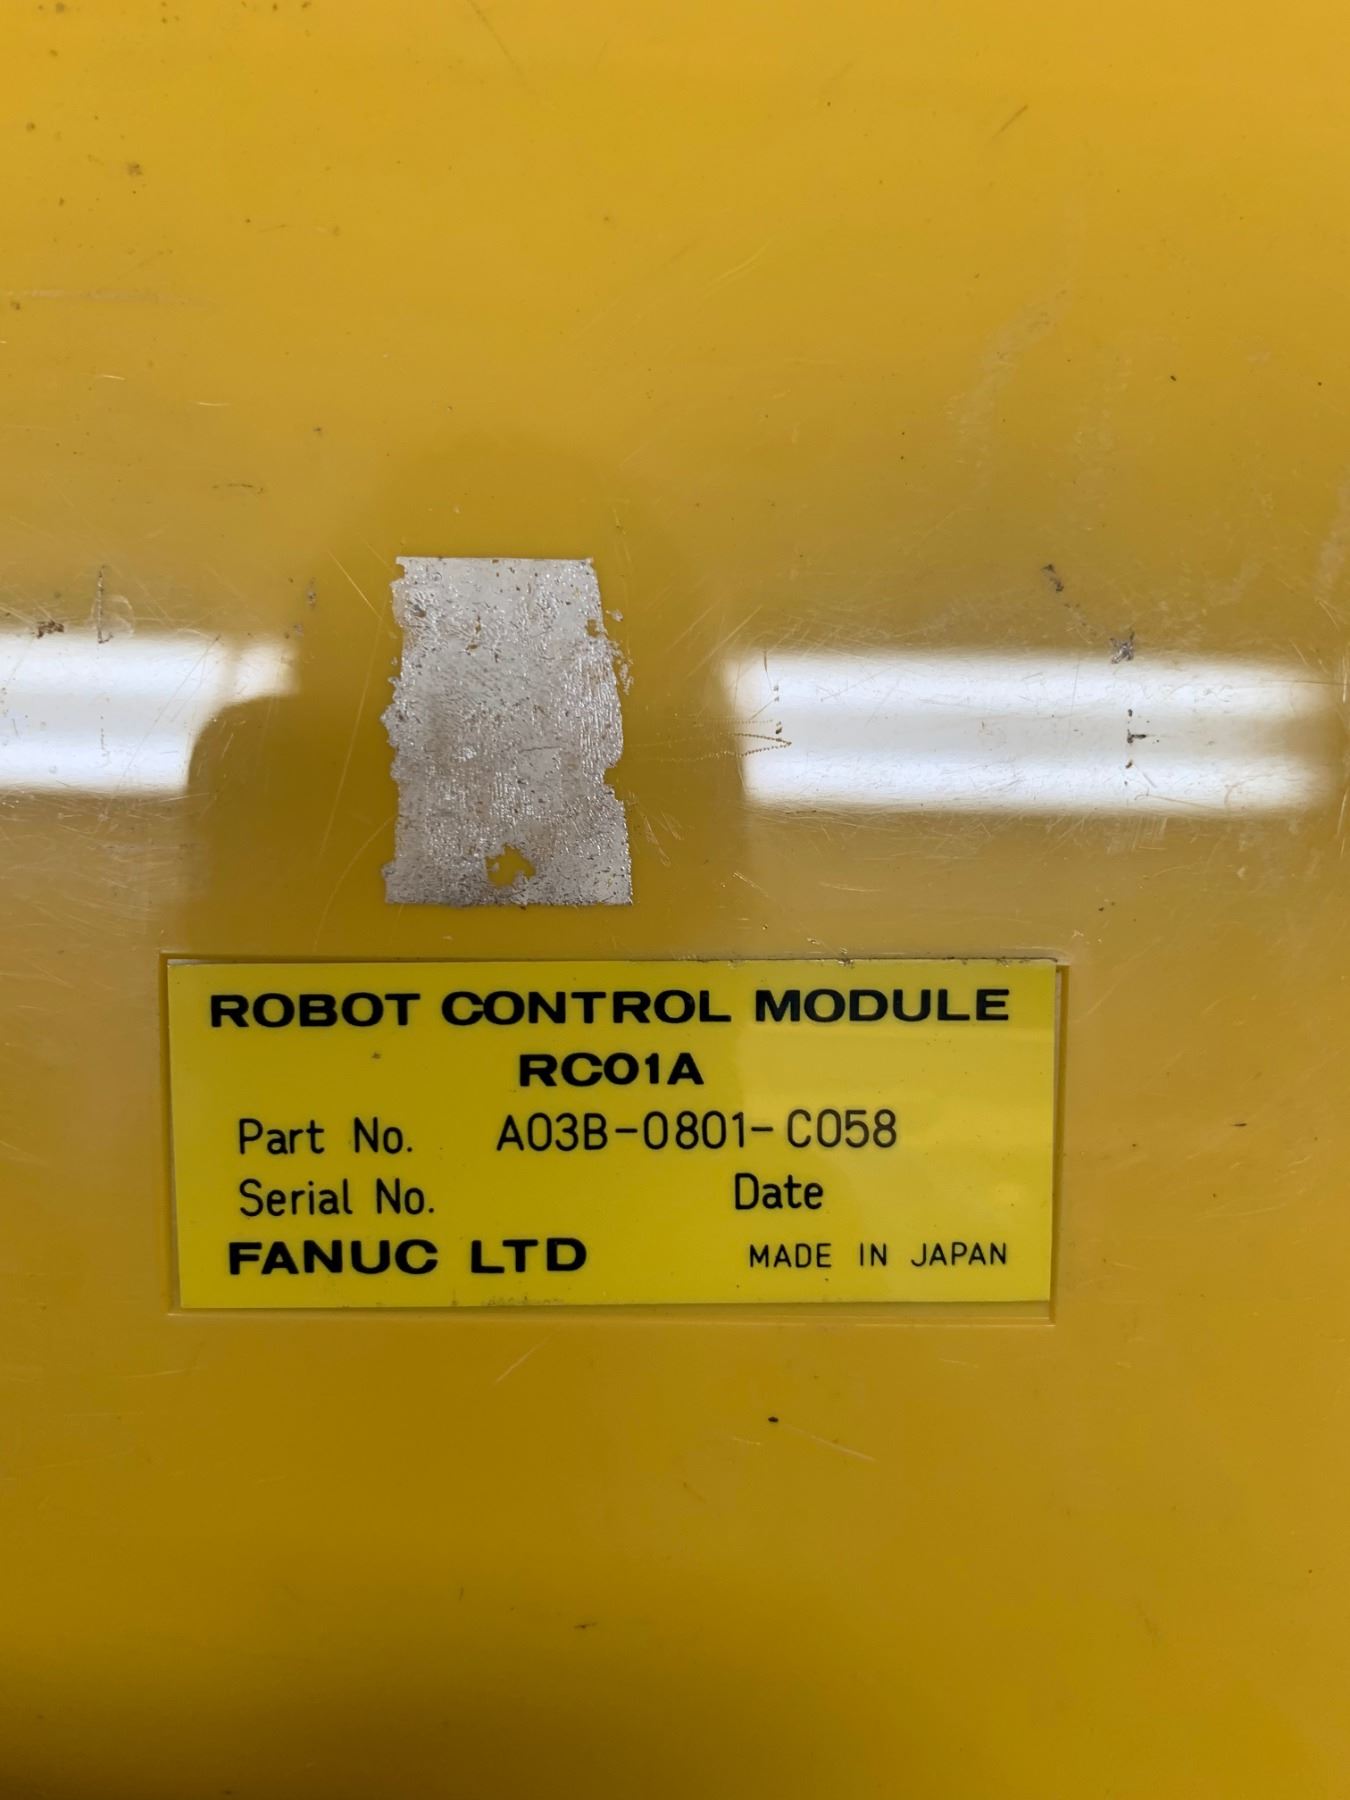 ROBOT CONTROL MODULE
RC01A
Part No. A03B-0801-C058
Serial No. Date
FANUC LTD MADE IN JAPAN